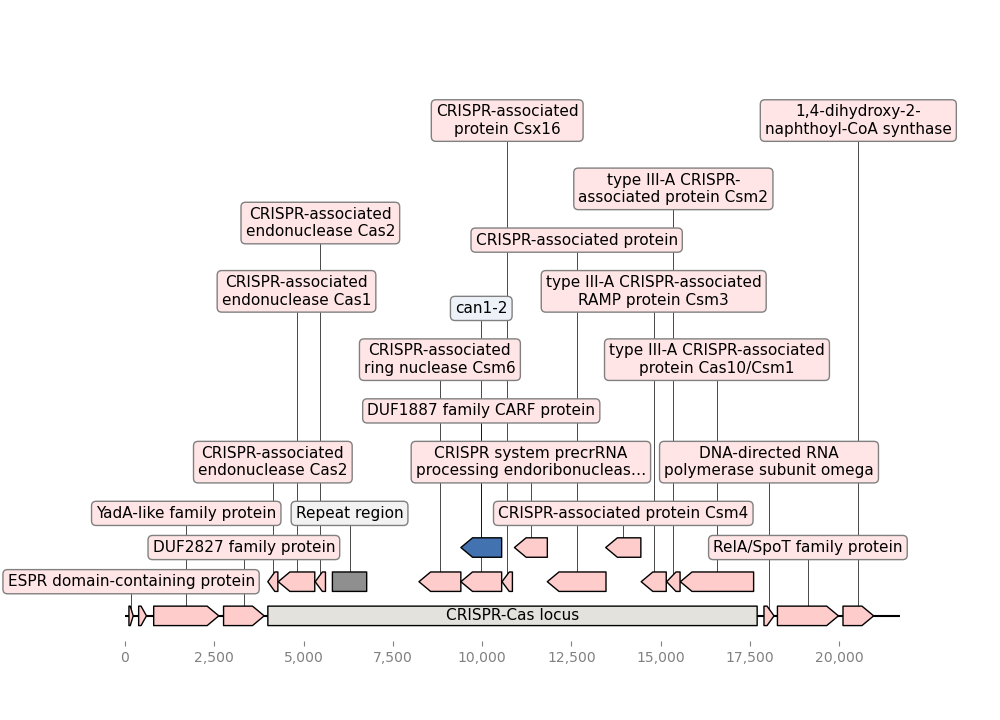 CRISPR-associated
protein Csx16
1,4-dihydroxy-2-
naphthoyl-CoA synthase
type III-A CRISPR-
associated protein Csm2
CRISPR-associated
endonuclease Cas2
CRISPR-associated protein
CRISPR-associated
endonuclease Cas1
type III-A CRISPR-associated
RAMP protein Csm3
can1-2
CRISPR-associated
ring nuclease Csm6
type III-A CRISPR-associated
protein Cas10/Csm1
DUF1887 family CARF protein
CRISPR-associated
endonuclease Cas2
CRISPR system precrRNA
processing endoribonucleas…
DNA-directed RNA
polymerase subunit omega
YadA-like family protein
Repeat region
CRISPR-associated protein Csm4
DUF2827 family protein
RelA/SpoT family protein
ESPR domain-containing protein
CRISPR-Cas locus
0
2,500
5,000
7,500
10,000
12,500
15,000
17,500
20,000